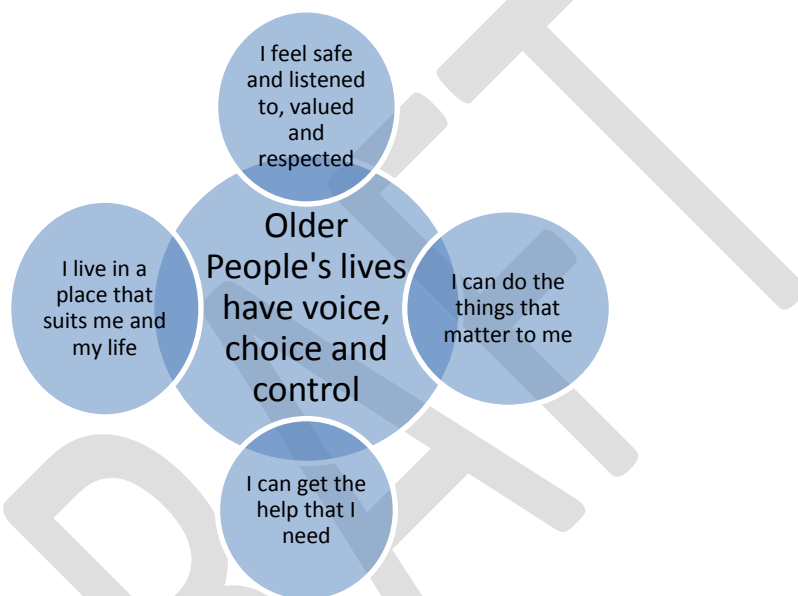 I feel safe
and listened
to, valued
and
respected
Older
People's lives
have voice,
choice and
control
I live in a
place that
suits me and
my life
I can do the
things that
matter to me
I can get the
help that I
need
DRAFT